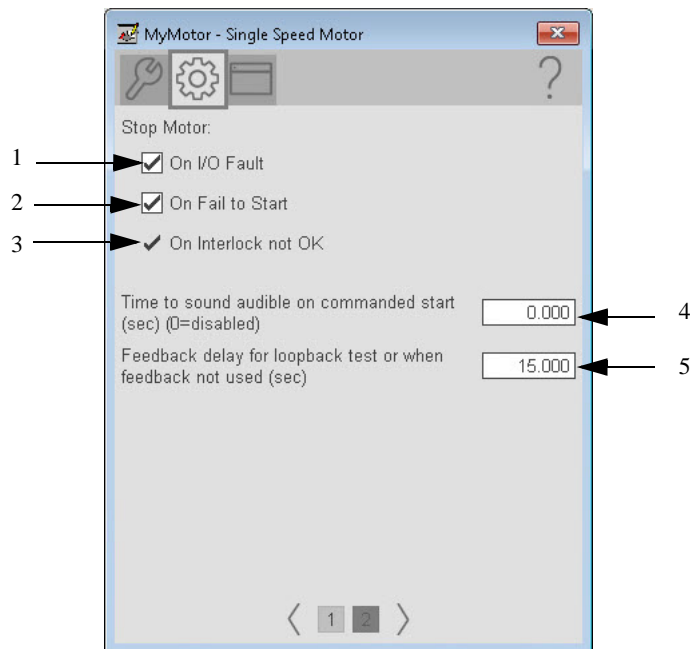 MyMotor - Single Speed Motor
?
Stop Motor:
1
On I/O Fault
2
On Fail to Start
3
On Interlock not OK
Time to sound audible on commanded start
(sec) (0=disabled)
0.000
4
Feedback delay for loopback test or when
feedback not used (sec)
15.000
5
1 2